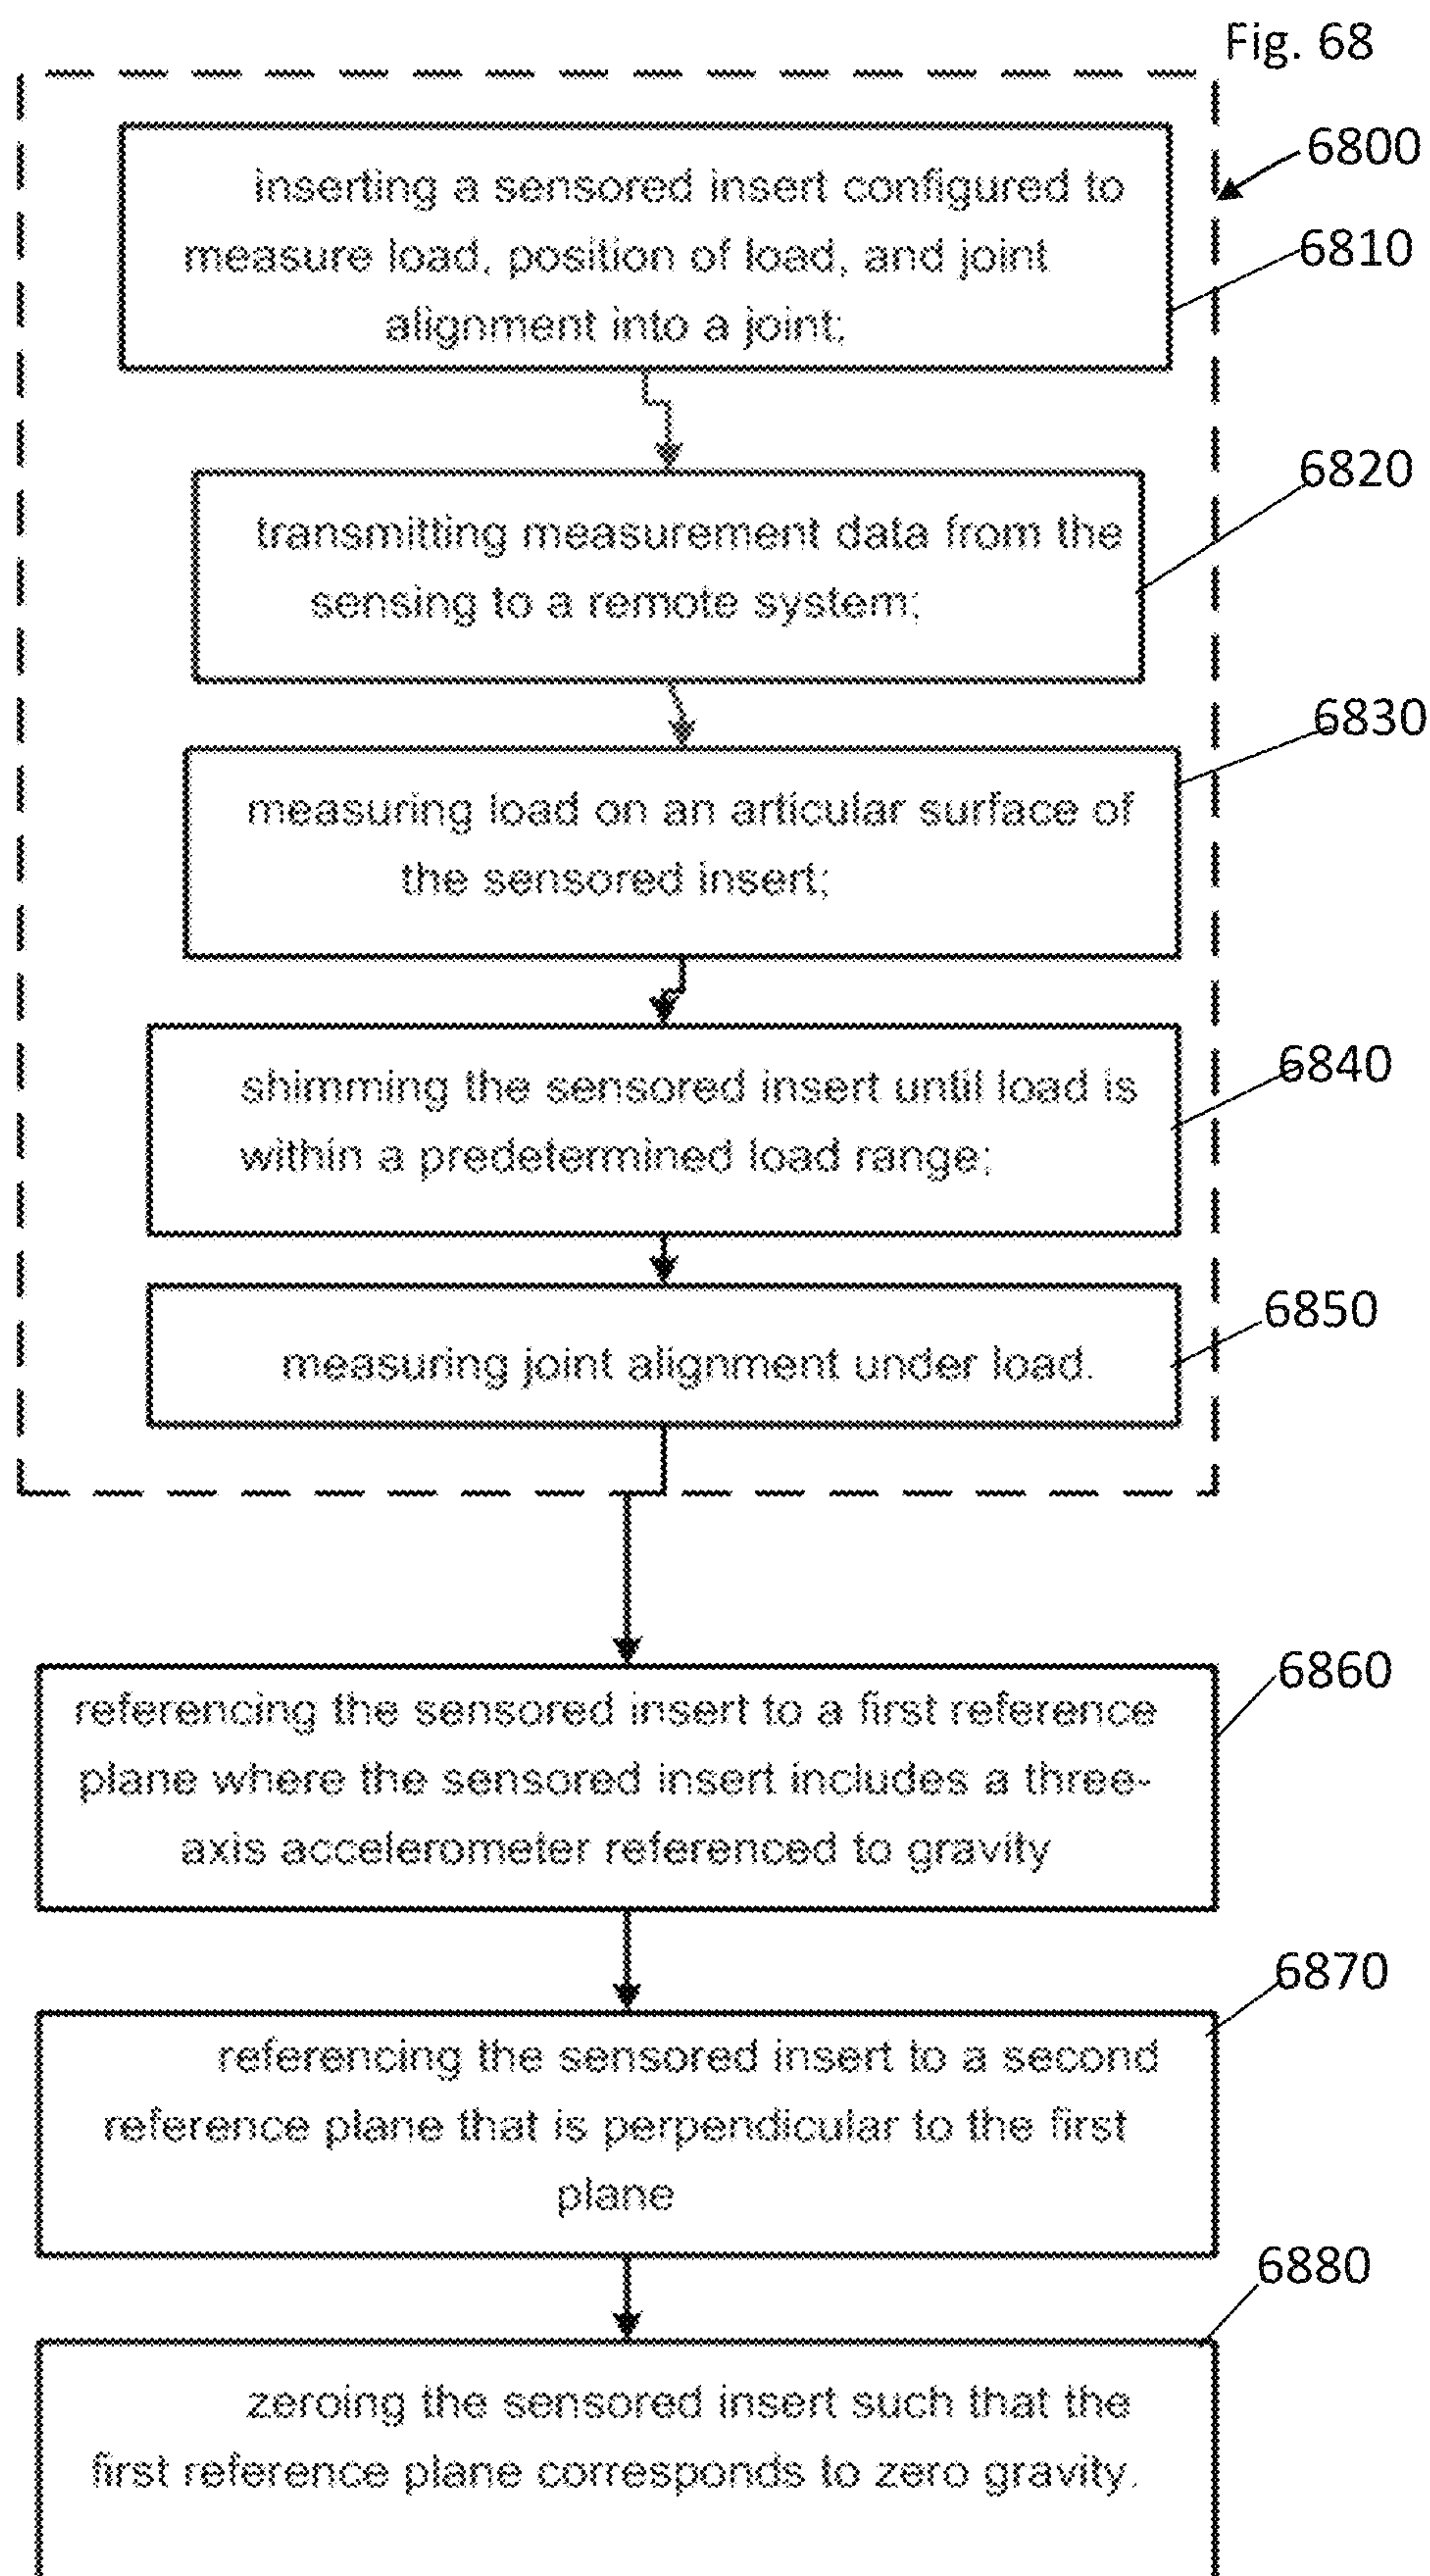 Fig. 68
6800
inserting a sensored insert configured to
measure load, position of load, and joint
alignment into a joint;
6810
transmitting measurement data from the
sensing to a remote system;
6820
measuring load on an articular surface of
the sensored insert;
6830
shimming the sensored insert until load is
within a predetermined load range;
6840
measuring joint alignment under load.
6850
referencing the sensored insert to a first reference
plane where the sensored insert includes a three-
axis accelerometer referenced to gravity
6860
referencing the sensored insert to a second
reference plane that is perpendicular to the first
plane
6870
zeroing the sensored insert such that the
first reference plane corresponds to zero gravity.
6880